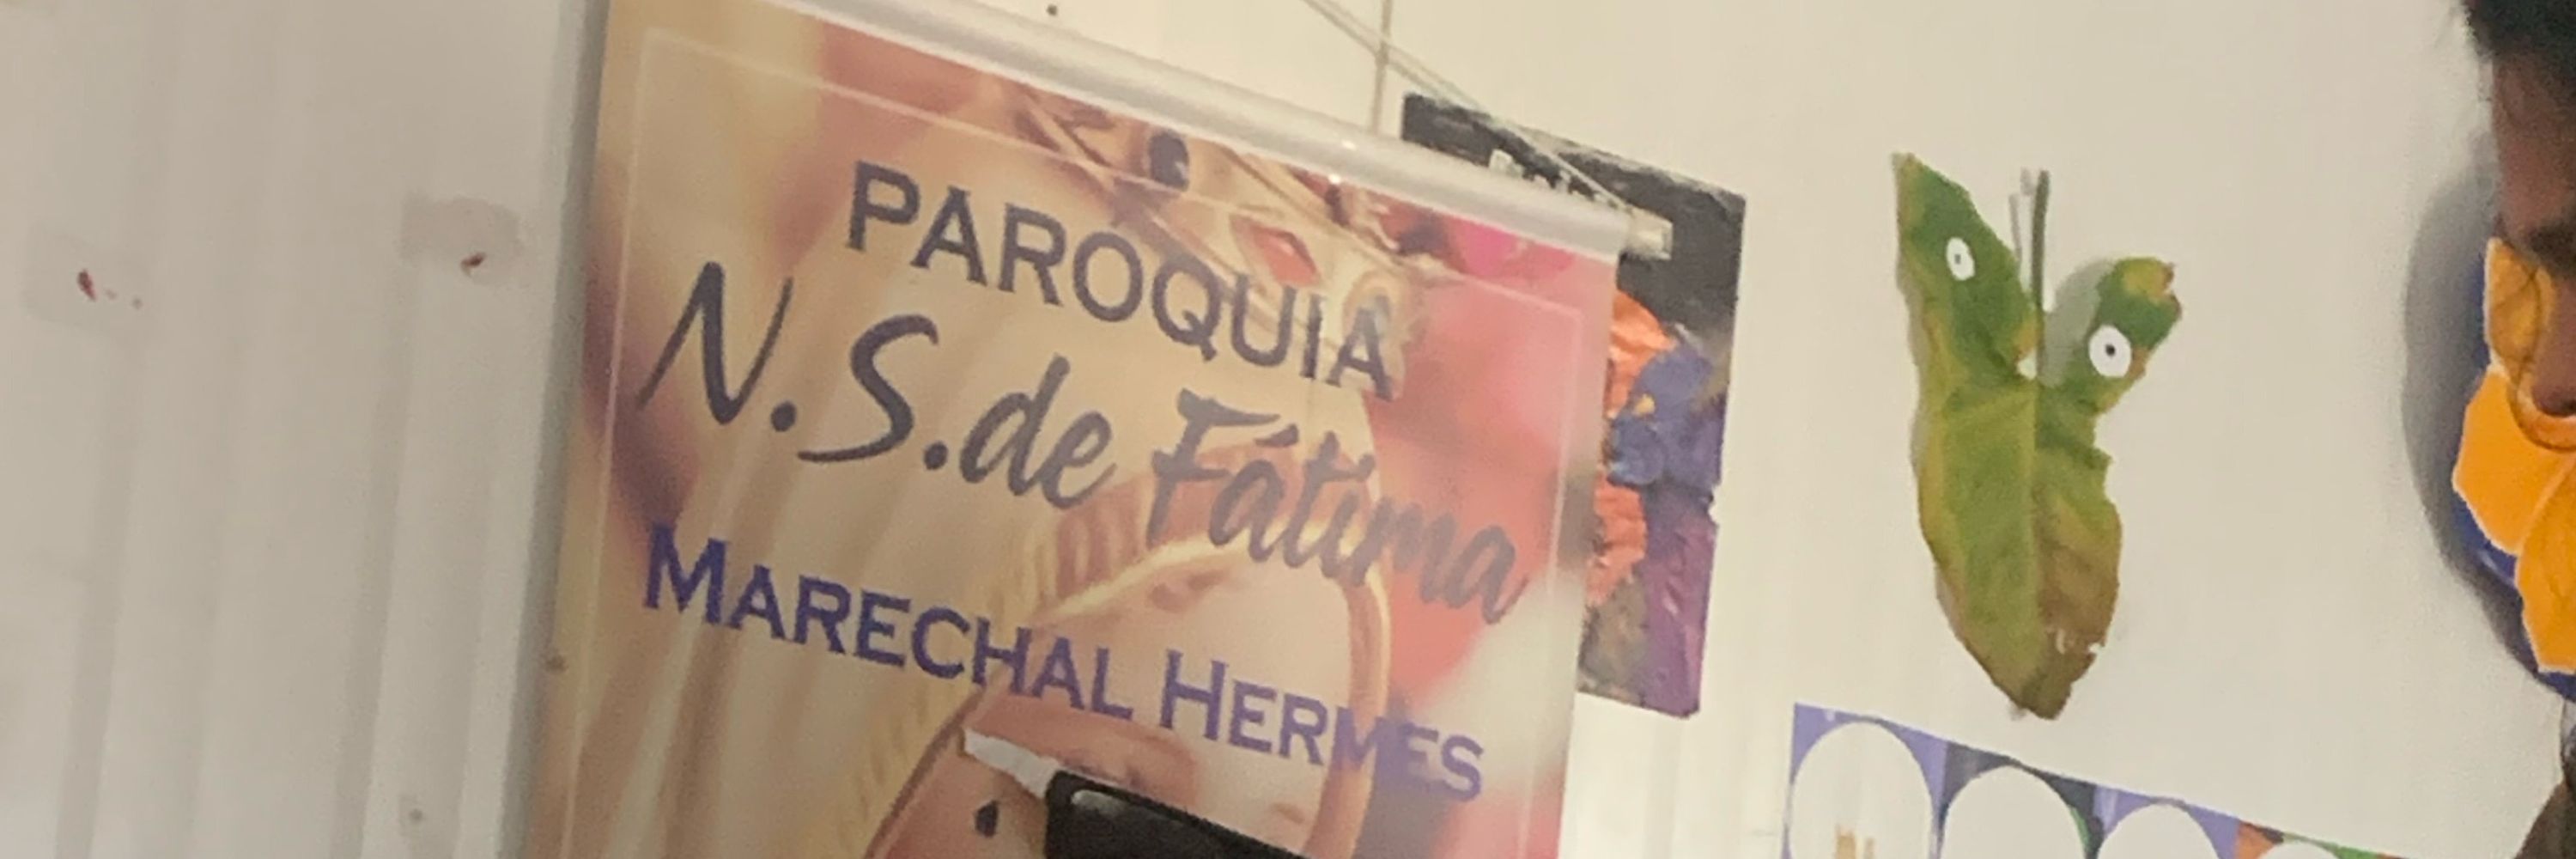 PAROQUIA
N.S.de Fátima
MARECHAL HERMES